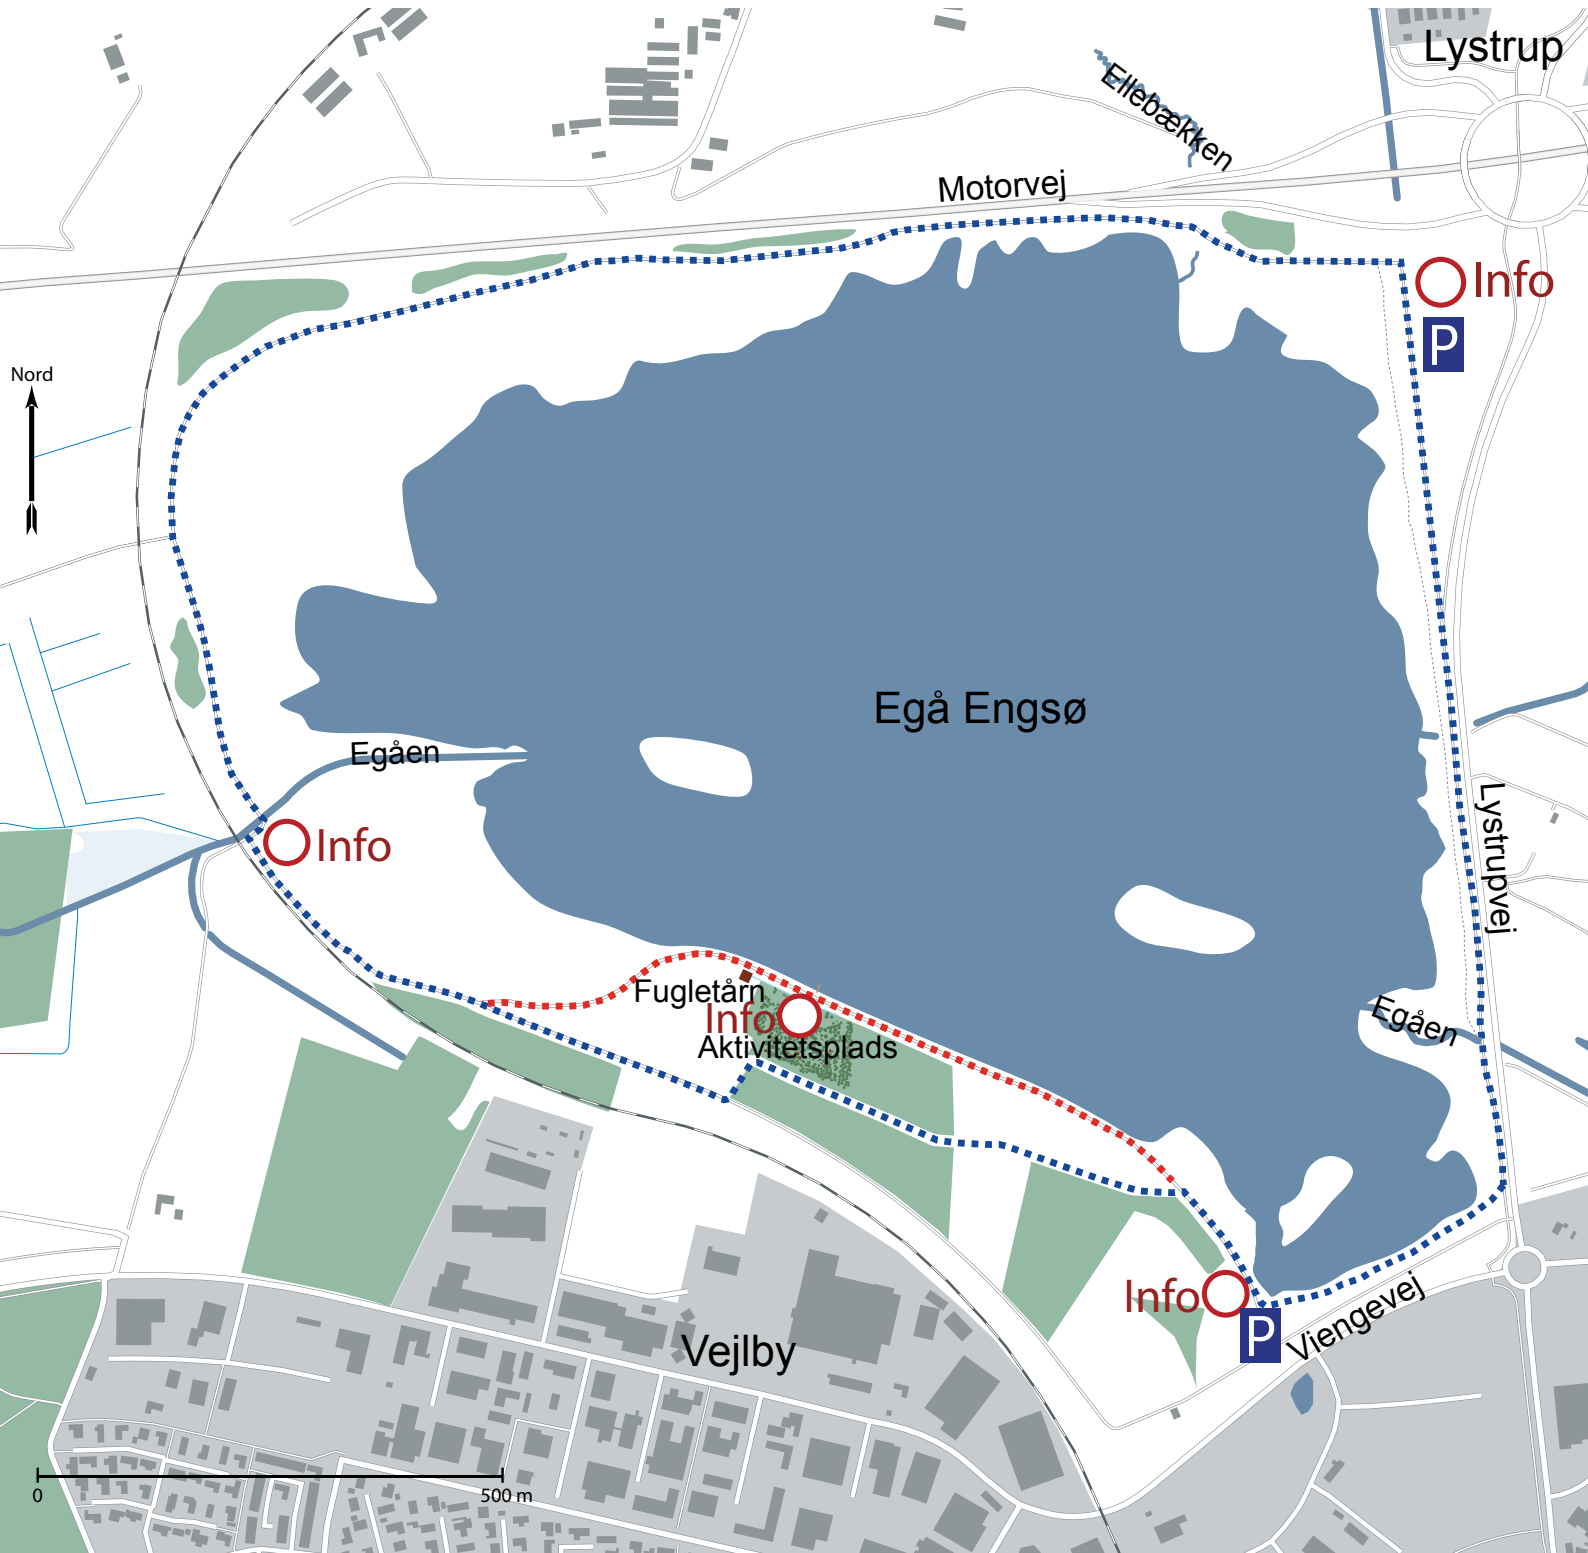 Lystrup
Ellebækken
Motorvej
Info
P
Nord
Egå Engsø
Egåen
Lystrupvej
Info
Fugletårn
Info
Aktivitetsplads
Egåen
Info
P
Viengevej
Vejlby
0
500 m